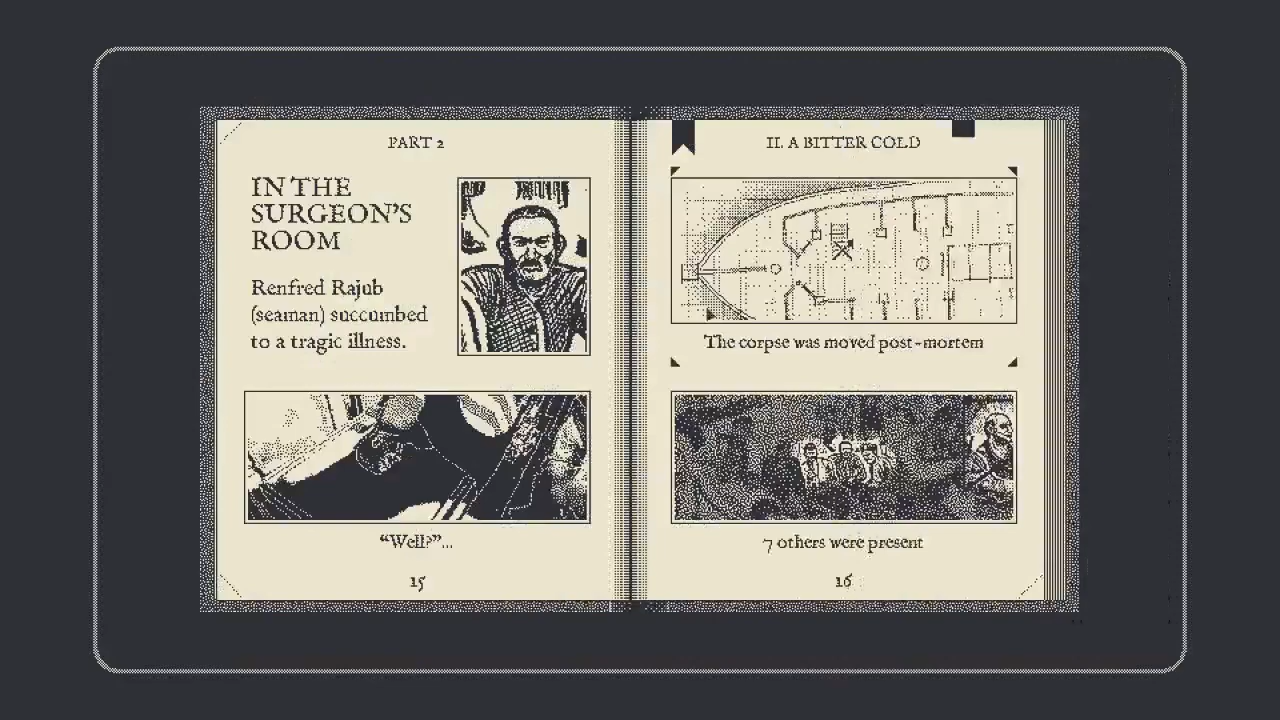 PART 2
IN THE
SURGEON'S
ROOM
Renfred Rajub
(seaman) succumbed
to a tragic illness.
“Well?”...
15
II. A BITTER COLD
The corpse was moved post-mortem
7 others were present
16